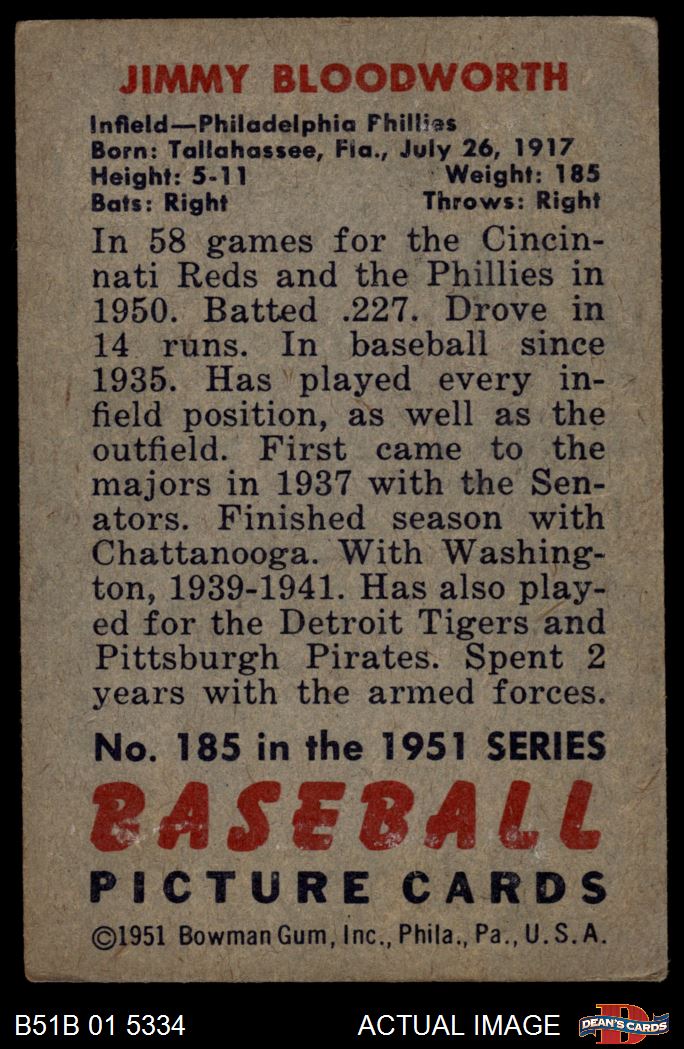 JIMMY BLOODWORTH
Infield—Philadelphia Phillies
Born: Tallahassee, Fla., July 26, 1917
Height: 5-11 Weight: 185
Bats: Right Throws: Right
In 58 games for the Cincin-
nati Reds and the Phillies in
1950. Batted .227. Drove in
14 runs. In baseball since
1935. Has played every in-
field position, as well as the
outfield. First came to the
majors in 1937 with the Sen-
ators. Finished season with
Chattanooga. With Washing-
ton, 1939-1941. Has also play-
ed for the Detroit Tigers and
Pittsburgh Pirates. Spent 2
years with the armed forces.
No. 185 in the 1951 SERIES
BASEBALL
PICTURE CARDS
©1951 Bowman Gum, Inc., Phila., Pa., U.S.A.
B51B 01 5334 ACTUAL IMAGE DEAN'S CARDS